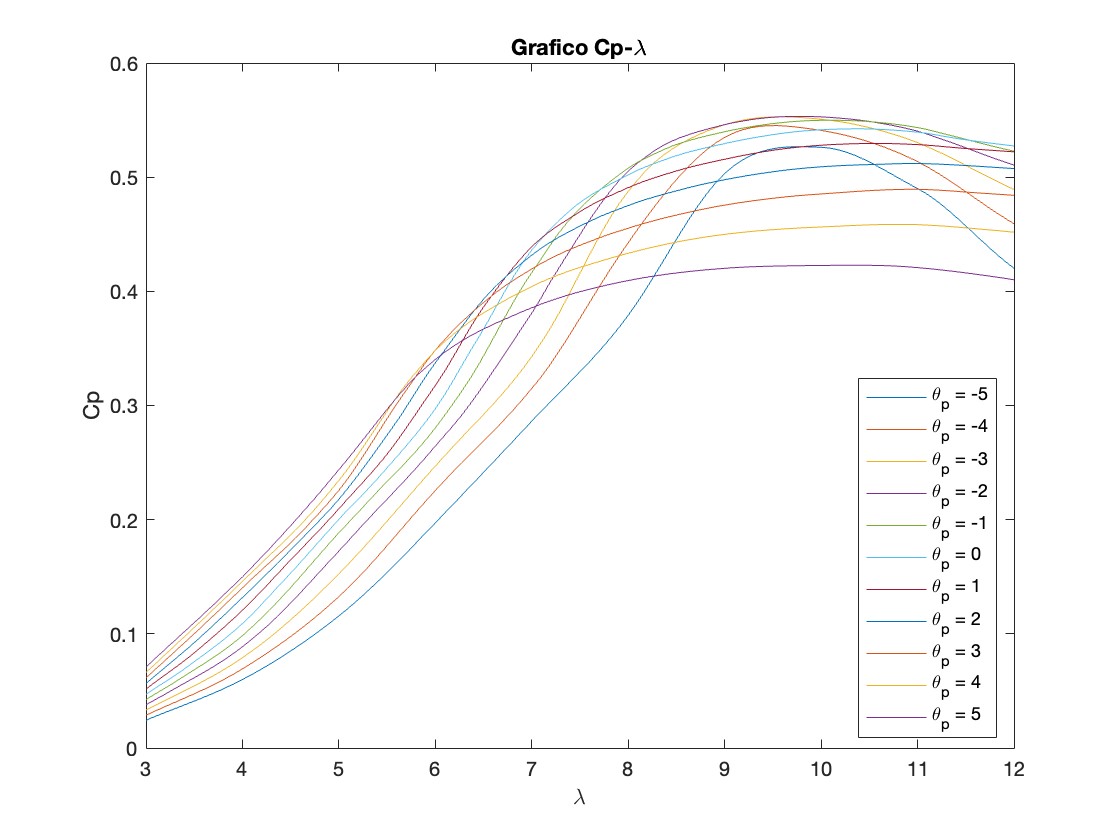 Grafico Cp-λ
0.6
0.5
0.4
0.3
0.2
0.1
0
Cp
3 4 5 6 7 8 9 10 11 12
λ
θp = -5
θp = -4
θp = -3
θp = -2
θp = -1
θp = 0
θp = 1
θp = 2
θp = 3
θp = 4
θp = 5